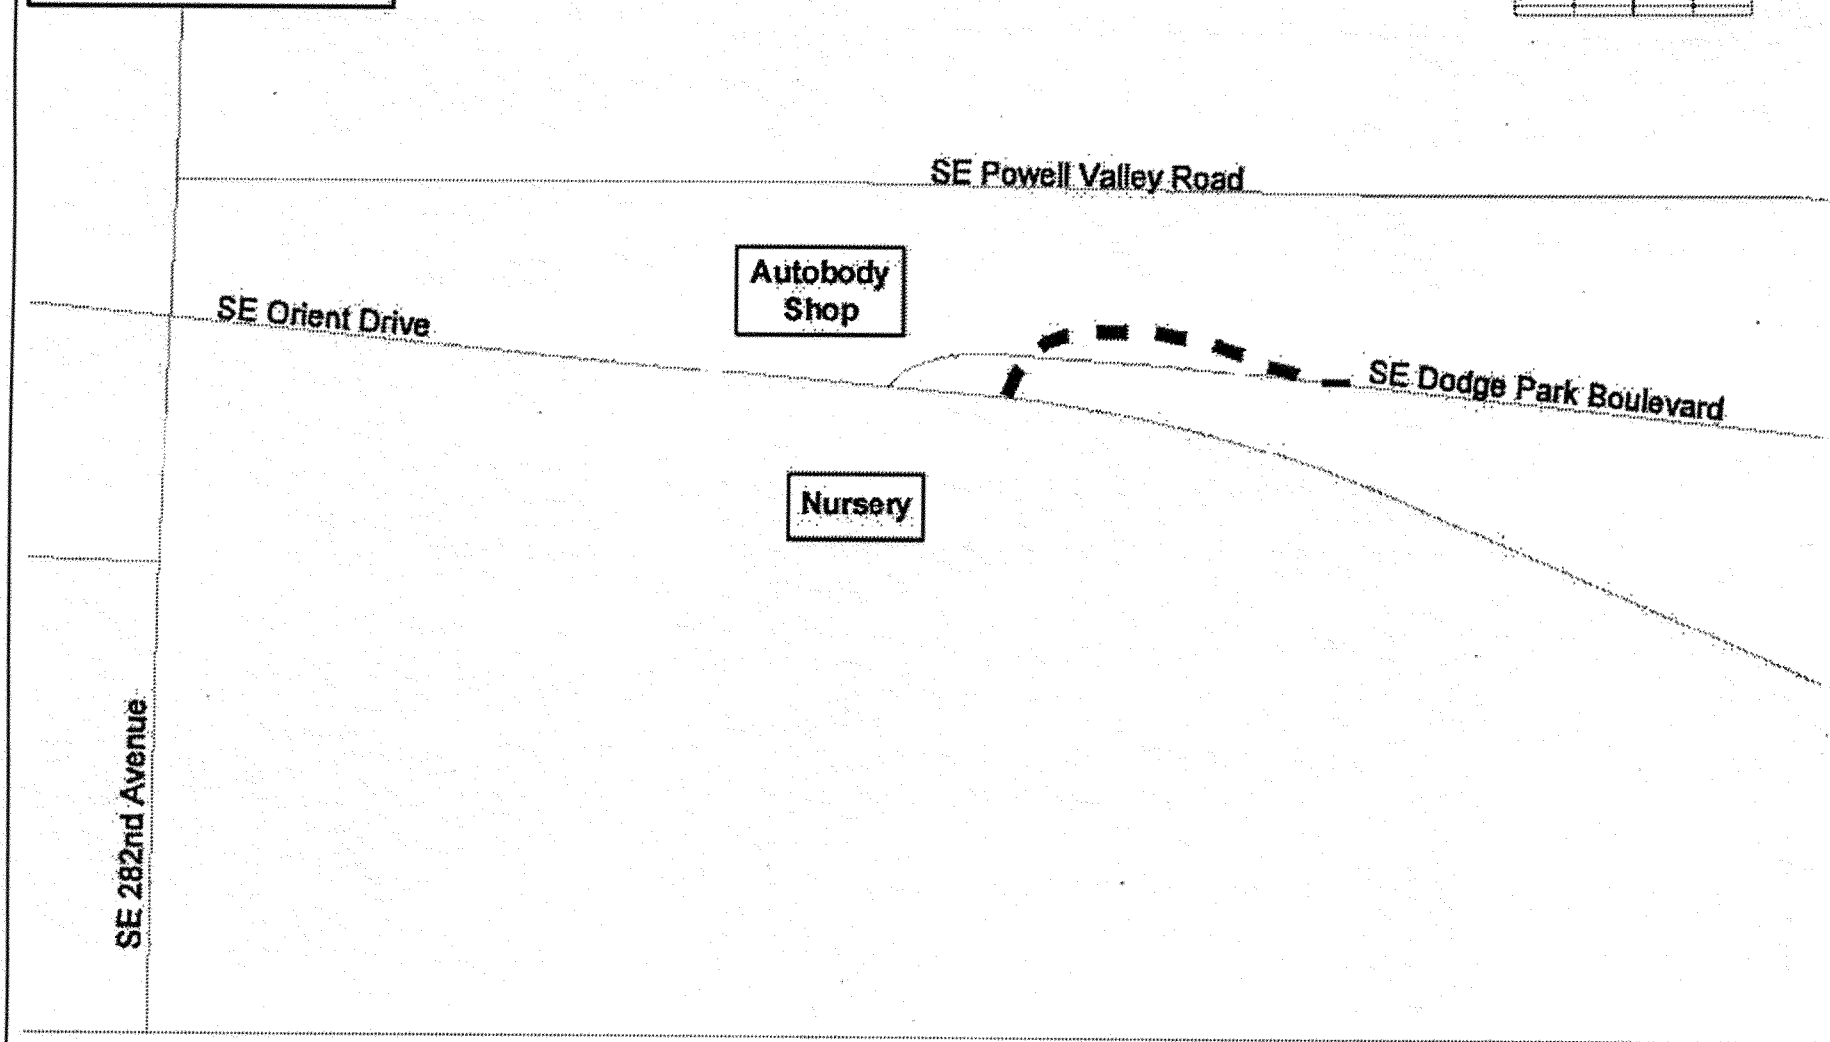 SE Powell Valley Road
Autobody
Shop
SE Orient Drive
SE Dodge Park Boulevard
Nursery
SE 282nd Avenue